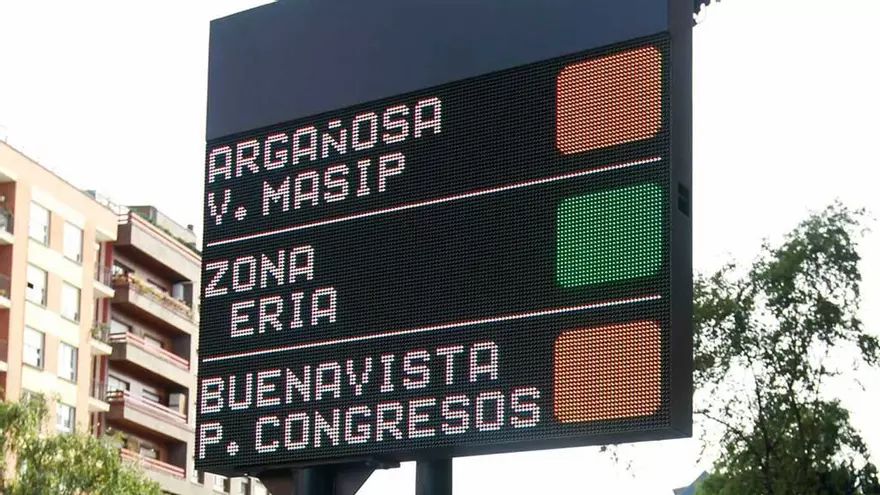 ARGAÑOSA
V. MASIP
ZONA
ERIA
BUENAVISTA
P. CONGRESOS